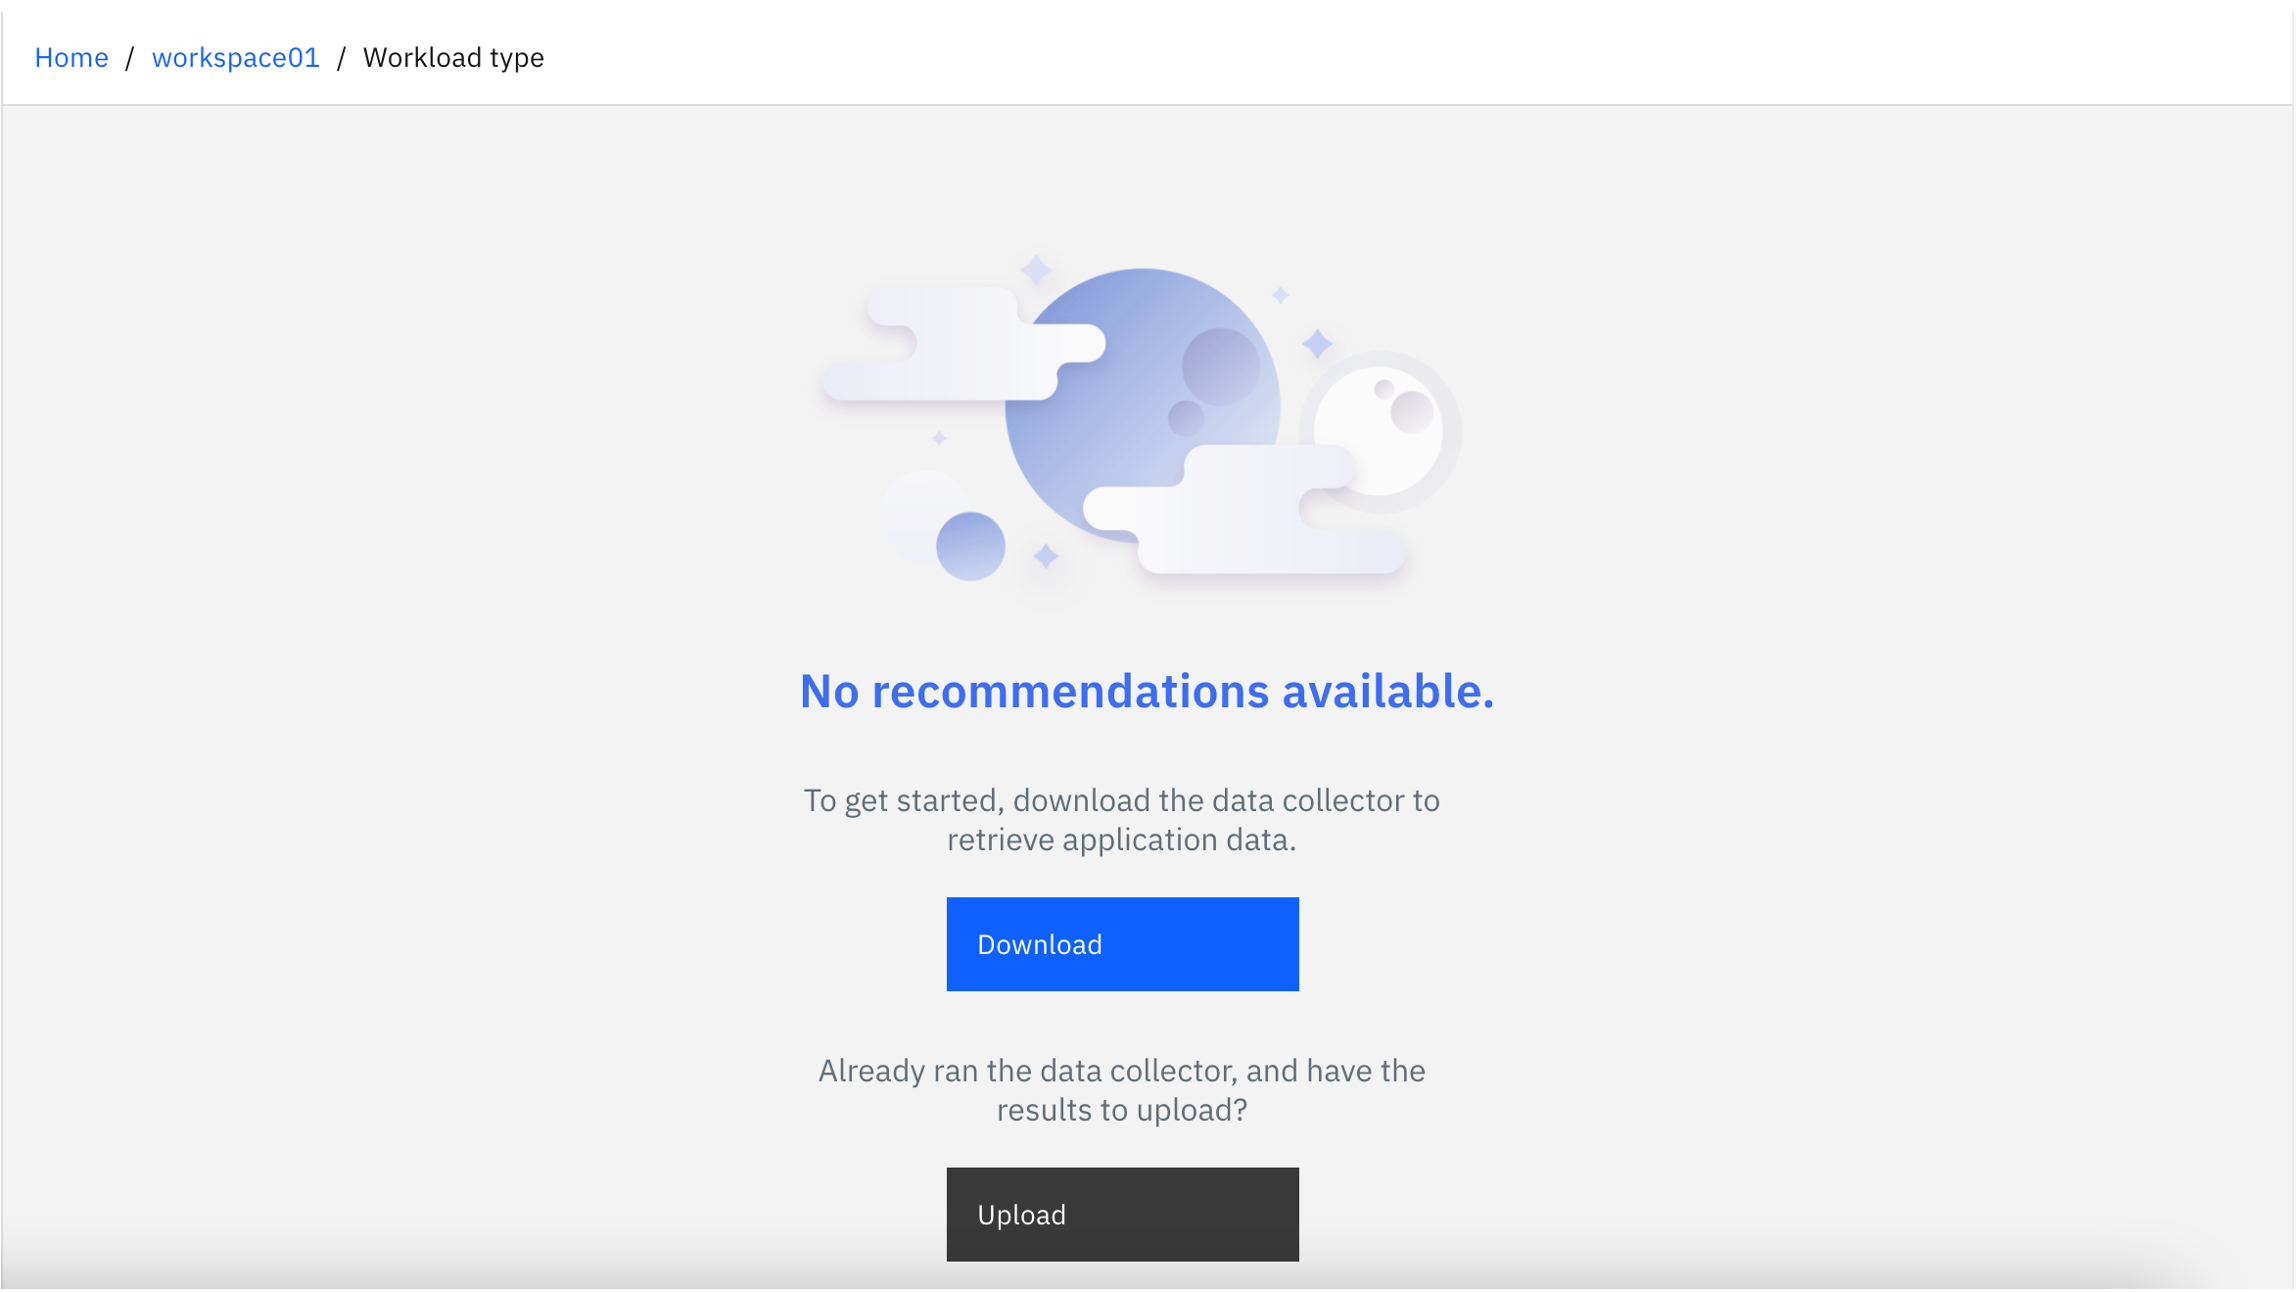 Home / workspace01 / Workload type
No recommendations available.
To get started, download the data collector to
retrieve application data.
Download
Already ran the data collector, and have the
results to upload?
Upload